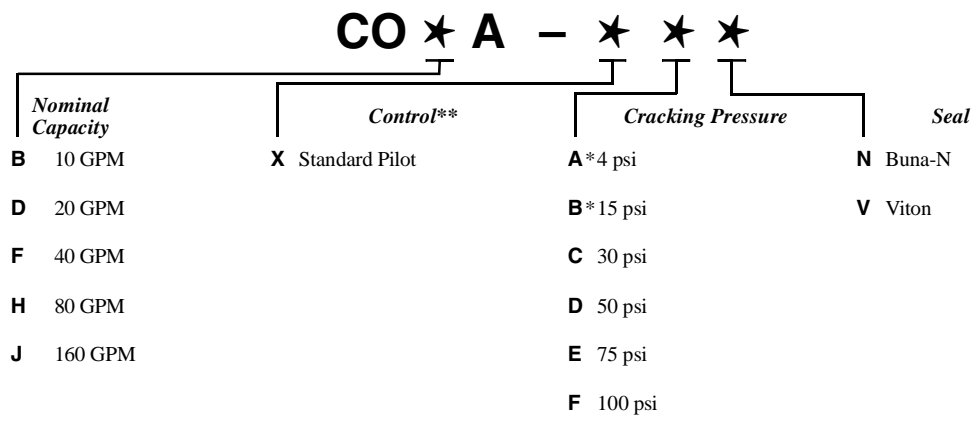 CO ★ A – ★ ★ ★
Nominal Capacity
Control**
Cracking Pressure
Seal
B 10 GPM
X Standard Pilot
A*4 psi
N Buna-N
D 20 GPM
B*15 psi
V Viton
F 40 GPM
C 30 psi
H 80 GPM
D 50 psi
J 160 GPM
E 75 psi
F 100 psi